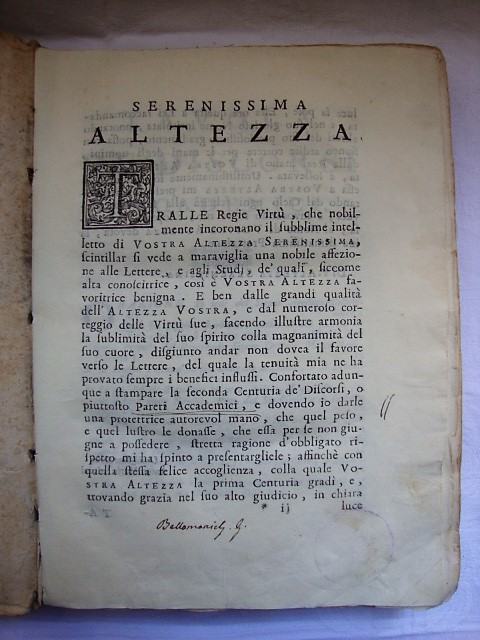 SERENISSIMA
ALTEZZA.
TRALLE Regie Virtù, che nobil-
mente incoronano il subblime intel-
letto di VOSTRA ALTEZZA SERENISSIMA,
scintillar si vede a maraviglia una nobile affezio-
ne alle Lettere, e agli Studj, de' quali, siccome
alta conoscitrice, così è VOSTRA ALTEZZA fa-
voritrice benigna. E ben dalle grandi qualità
dell'ALTEZZA VOSTRA, e dal numeroso cor-
teggio delle Virtù sue, facendo illustre armonia
la sublimità del suo spirito colla magnanimità del
suo cuore, disgiunto andar non dovea il favore
verso le Lettere, del quale la tenuità mia ne ha
provato sempre i benefici influssi. Confortato adun-
que a stampare la seconda Centuria de' Discorsi, o
piuttosto Pareri Accademici, e dovendo io darle
una protettrice autorevol mano, che quel peso,
e quel lustro le donasse, che essa per se non giu-
gne a possedere, stretta ragione d'obbligato ri-
spetto mi ha spinto a presentargliele; affinchè con
quella stessa felice accoglienza, colla quale VO-
STRA ALTEZZA la prima Centuria gradì, e,
trovando grazia nel suo alto giudicio, in chiara
* ij luce